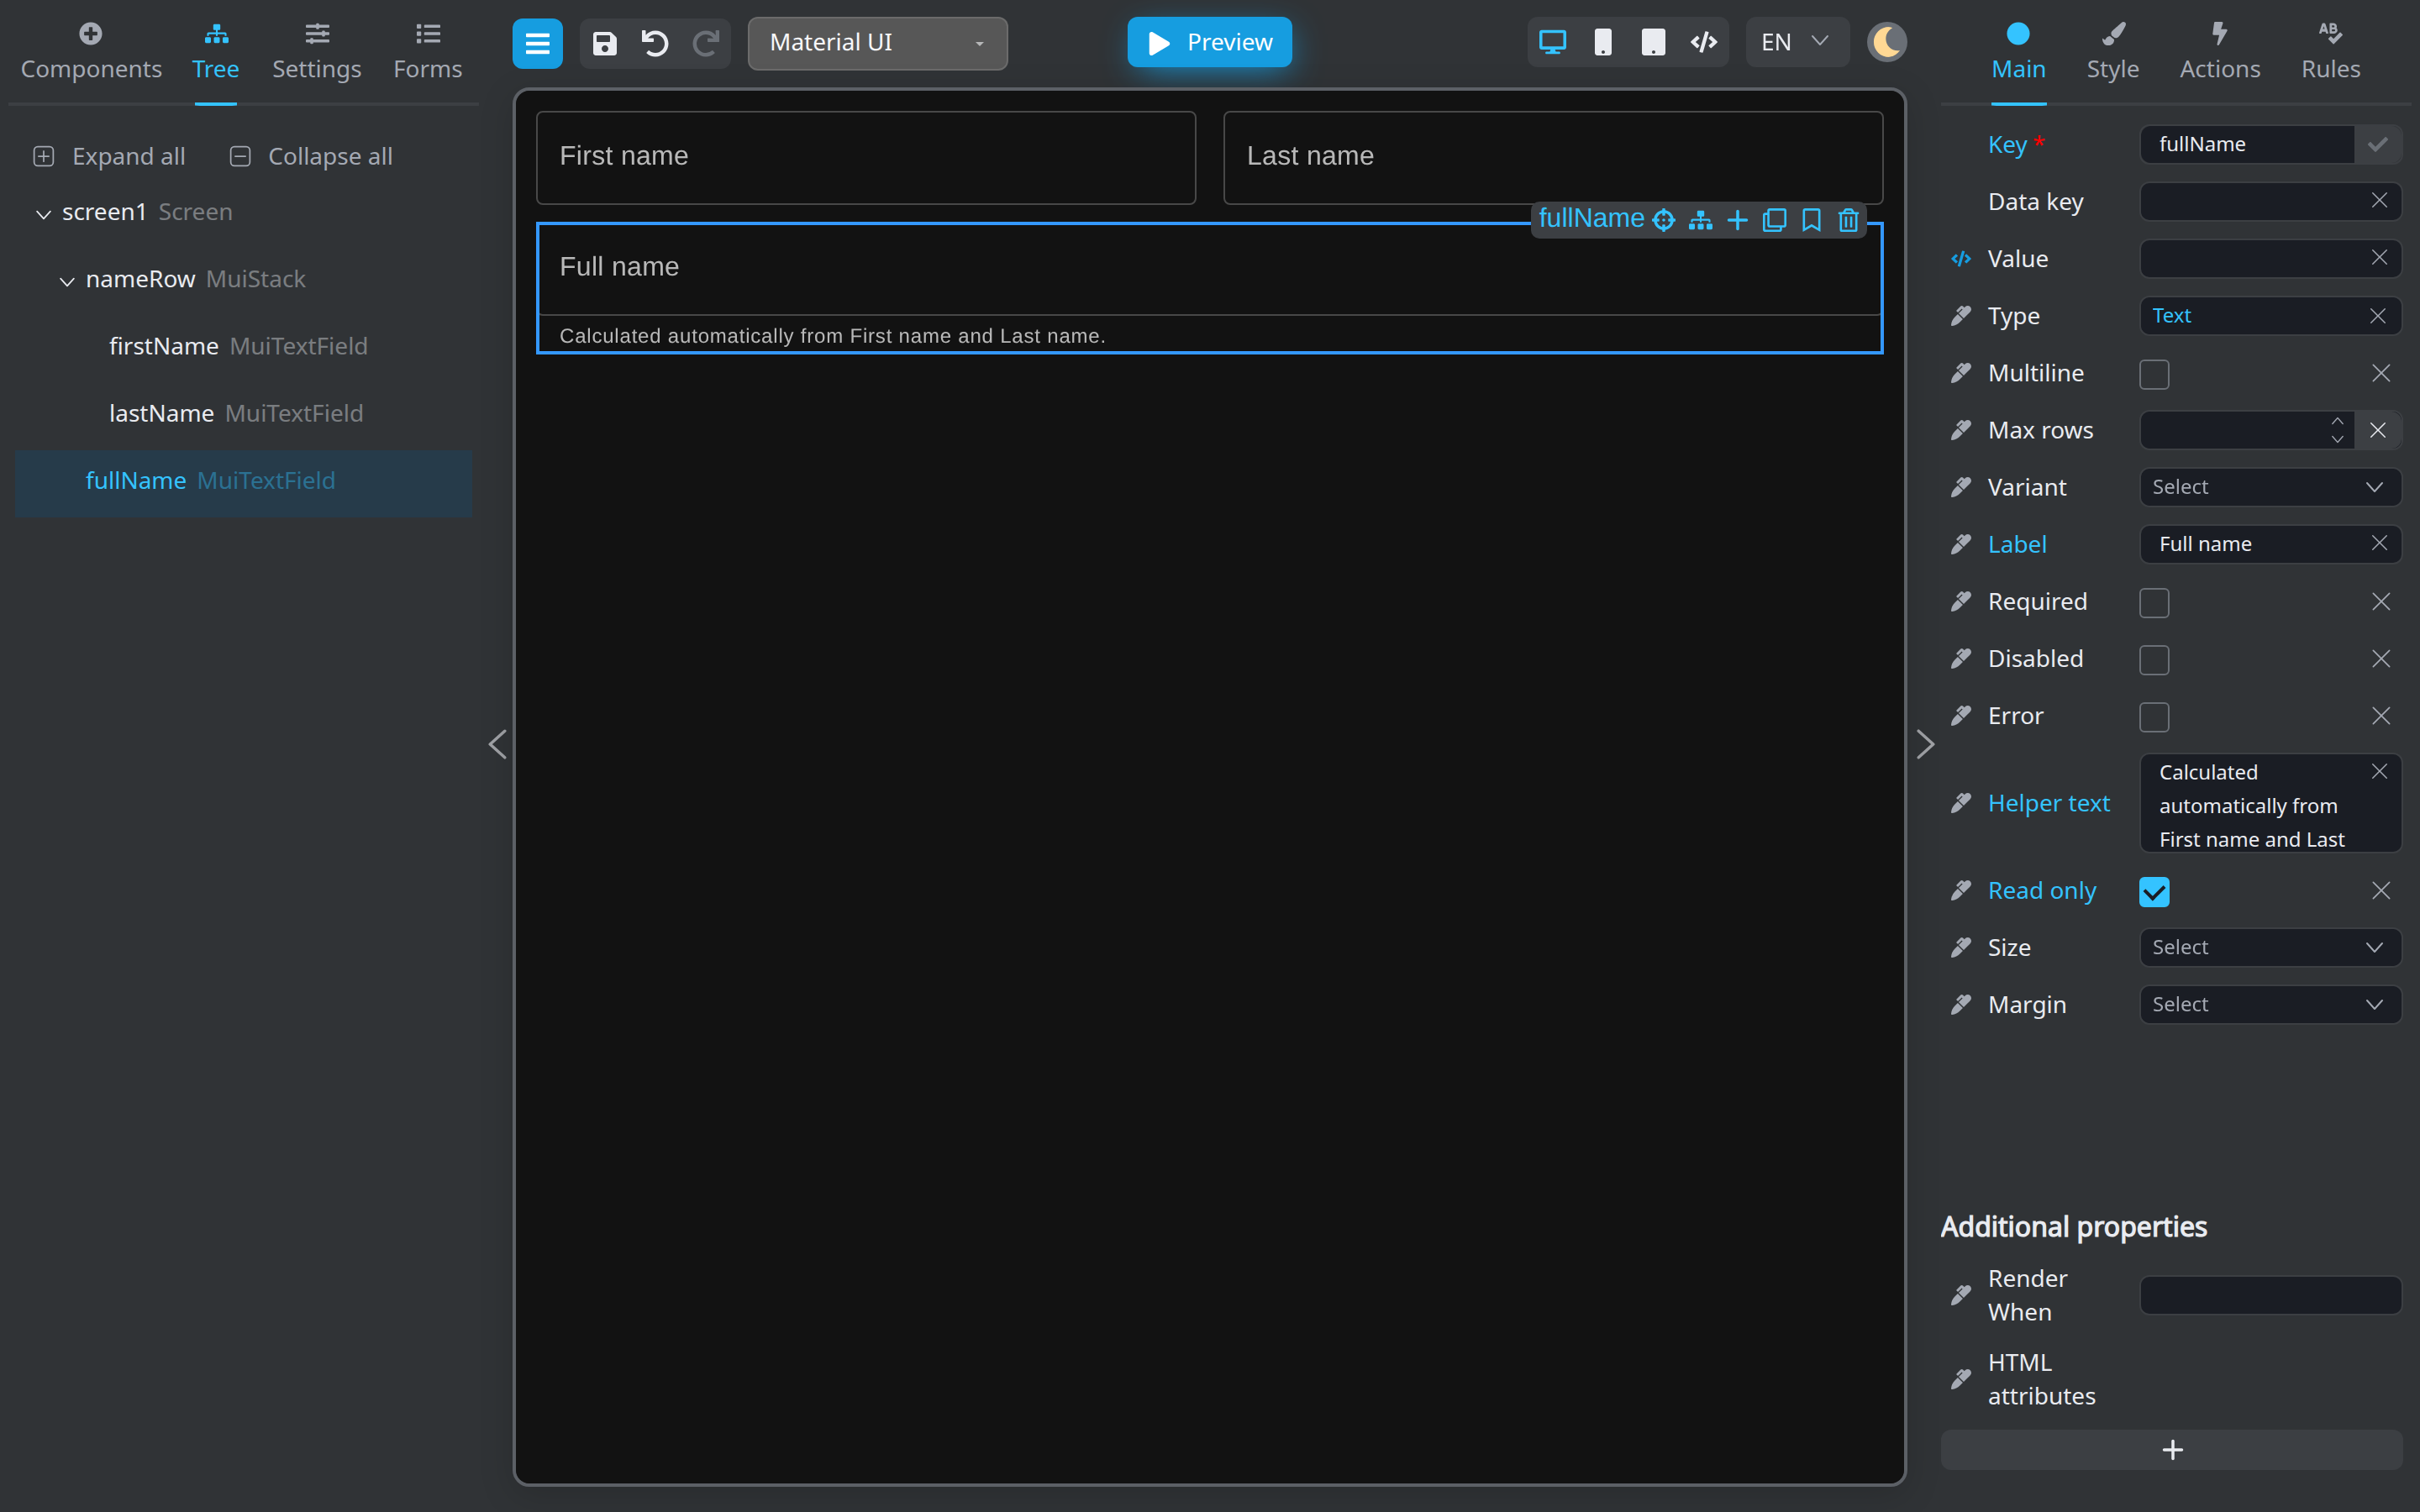 Components
Tree
Settings
Forms
Material UI
Preview
EN
Main
Style
Actions
AB
Rules
Expand all
Collapse all
screen1 Screen
nameRow MuiStack
firstName MuiTextField
lastName MuiTextField
fullName MuiTextField
First name
Last name
fullName
Full name
Calculated automatically from First name and Last name.
Key * fullName
Data key
Value
Type Text
Multiline
Max rows
Variant Select
Label Full name
Required
Disabled
Error
Helper text
Calculated
automatically from
First name and Last
Read only
Size Select
Margin Select
Additional properties
Render
When
HTML
attributes